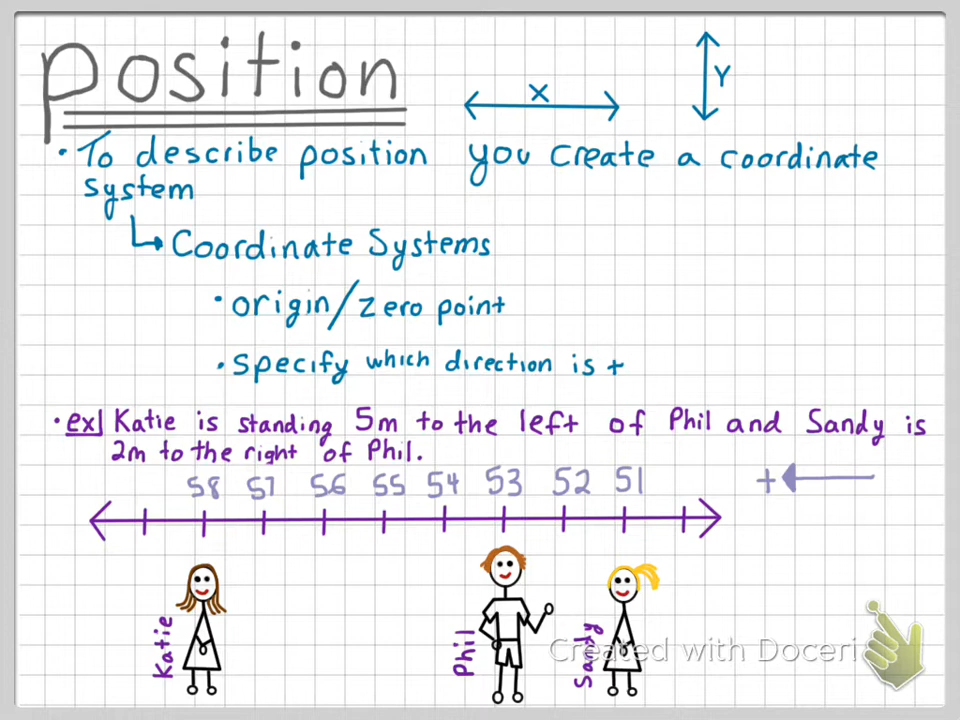 position
X
Y
• To describe position you create a coordinate
system
Coordinate Systems
• origin/zero point
• Specify which direction is +
• ex] Katie is standing 5m to the left of Phil and Sandy is
2m to the right of Phil.
58 57 56 55 54 53 52 51 +
Katie
Phil
Sandy
Created with Doceri